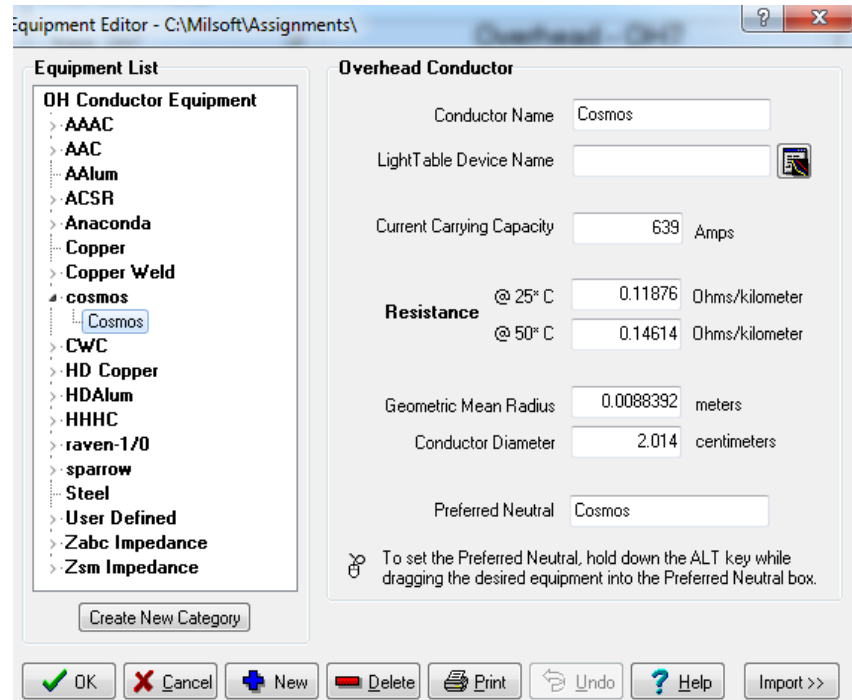 Equipment Editor - C:\Milsoft\Assignments\
Equipment List
OH Conductor Equipment
AAAC
AAC
AAlum
ACSR
Anaconda
Copper
Copper Weld
cosmos
Cosmos
CWC
HD Copper
HDAlum
HHHC
raven-1/0
sparrow
Steel
User Defined
Zabc Impedance
Zsm Impedance
Create New Category
Overhead Conductor
Conductor Name Cosmos
LightTable Device Name
Current Carrying Capacity 639 Amps
Resistance
@ 25* C 0.11876 Ohms/kilometer
@ 50* C 0.14614 Ohms/kilometer
Geometric Mean Radius 0.0088392 meters
Conductor Diameter 2.014 centimeters
Preferred Neutral Cosmos
To set the Preferred Neutral, hold down the ALT key while
dragging the desired equipment into the Preferred Neutral box.
OK Cancel New Delete Print Undo ? Help Import >>